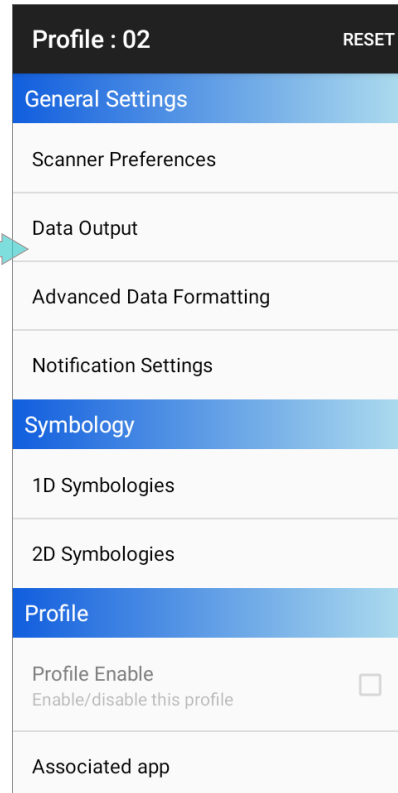 Profile : 02 RESET
General Settings
Scanner Preferences
Data Output
Advanced Data Formatting
Notification Settings
Symbology
1D Symbologies
2D Symbologies
Profile
Profile Enable
Enable/disable this profile
Associated app